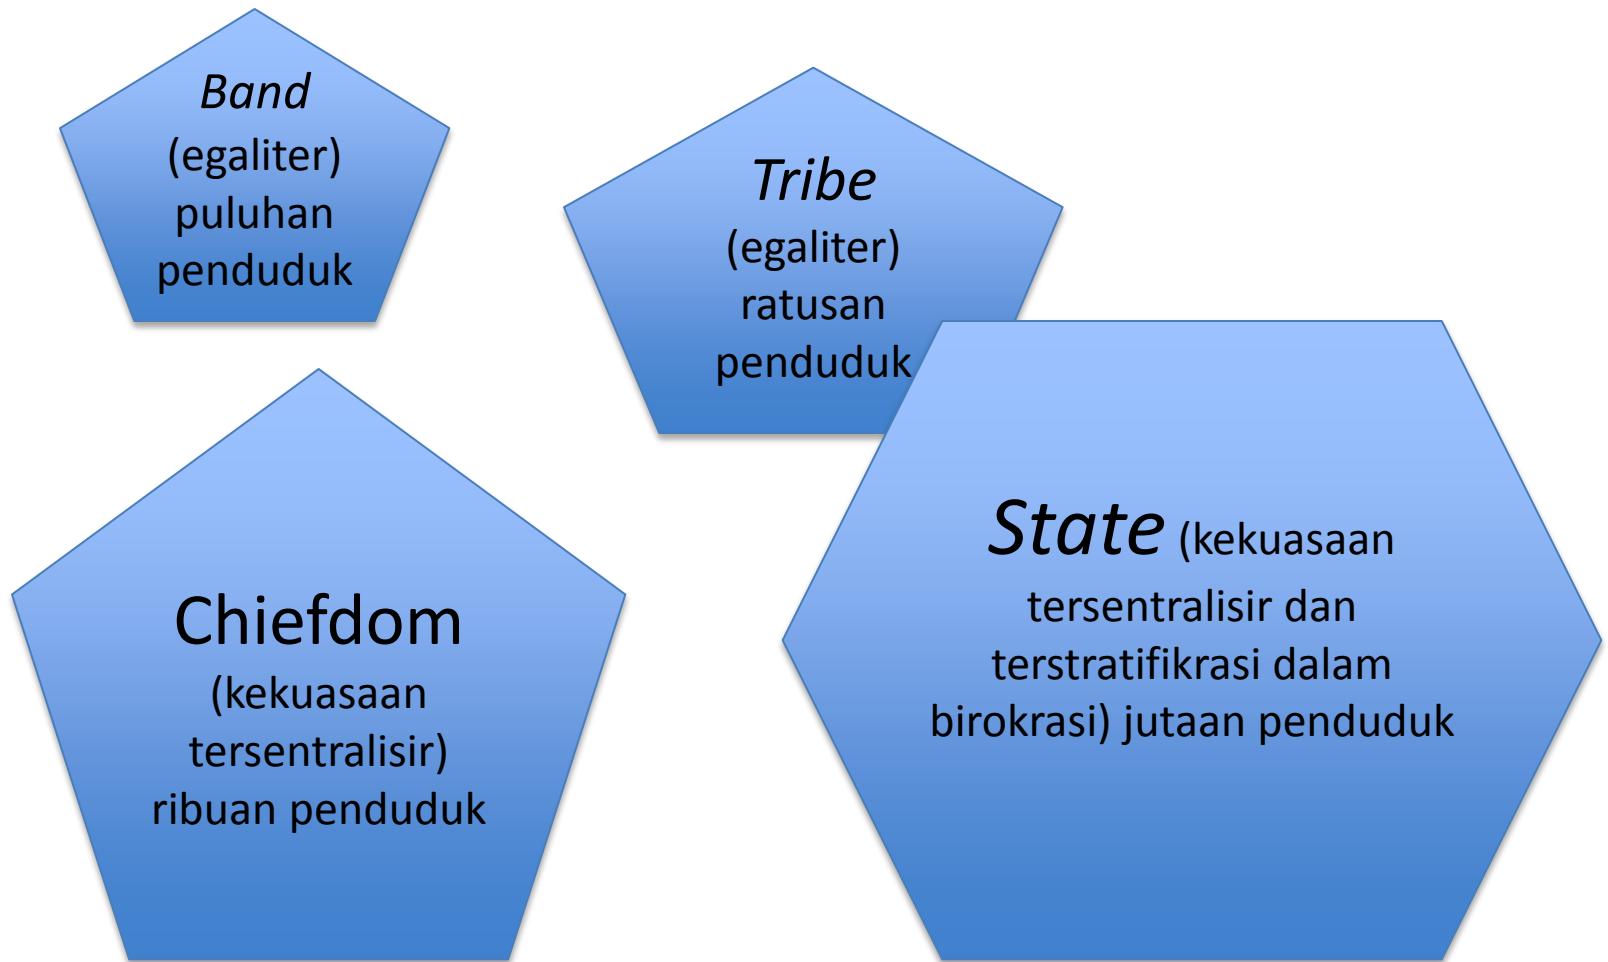 Band
(egaliter)
puluhan
penduduk
Tribe
(egaliter)
ratusan
penduduk
Chiefdom
(kekuasaan
tersentralisir)
ribuan penduduk
State (kekuasaan
tersentralisir dan
terstratifikrasi dalam
birokrasi) jutaan penduduk